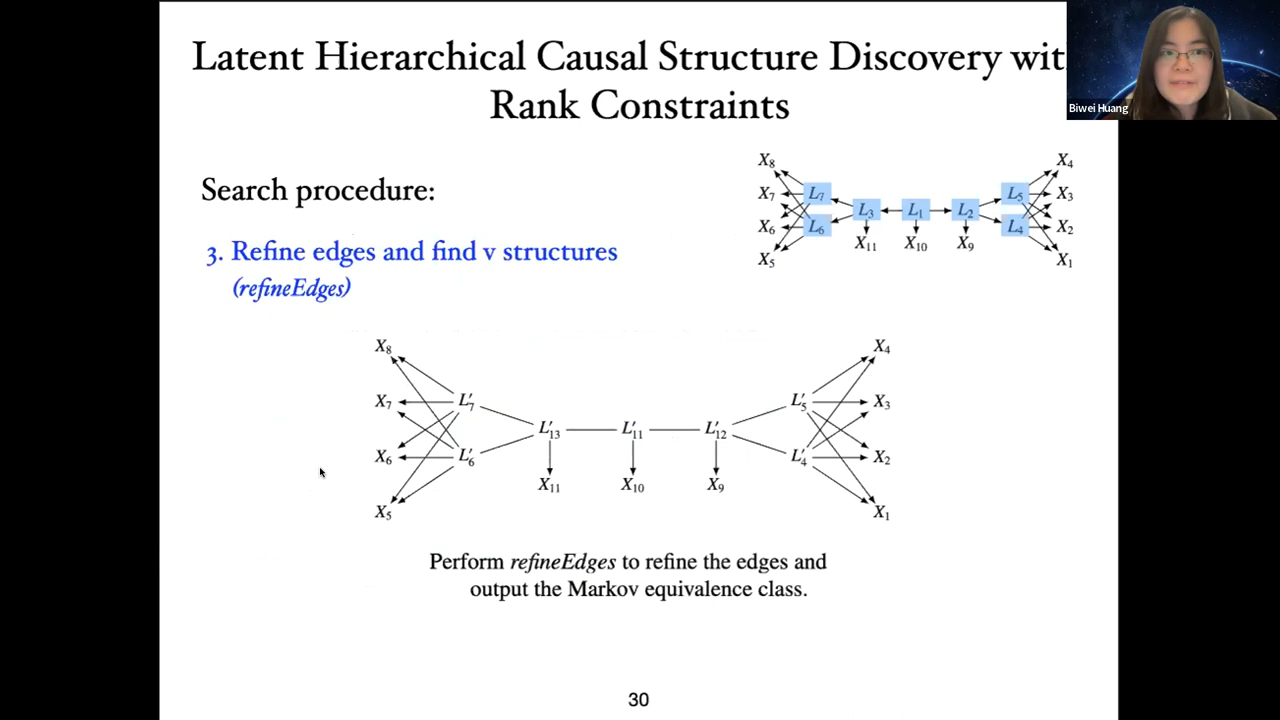 Latent Hierarchical Causal Structure Discovery wit
Rank Constraints
Biwei Huang
Search procedure:
3. Refine edges and find v structures
(refineEdges)
X8 X4
X7 L7 L5 X3
L3 L1 L2
X6 L6 L4 X2
X11 X10 X9
X5 X1
X8 X4
X7 L′7 L′5 X3
L′13 L′11 L′12
X6 L′6 L′4 X2
X11 X10 X9
X5 X1
Perform refineEdges to refine the edges and
output the Markov equivalence class.
30